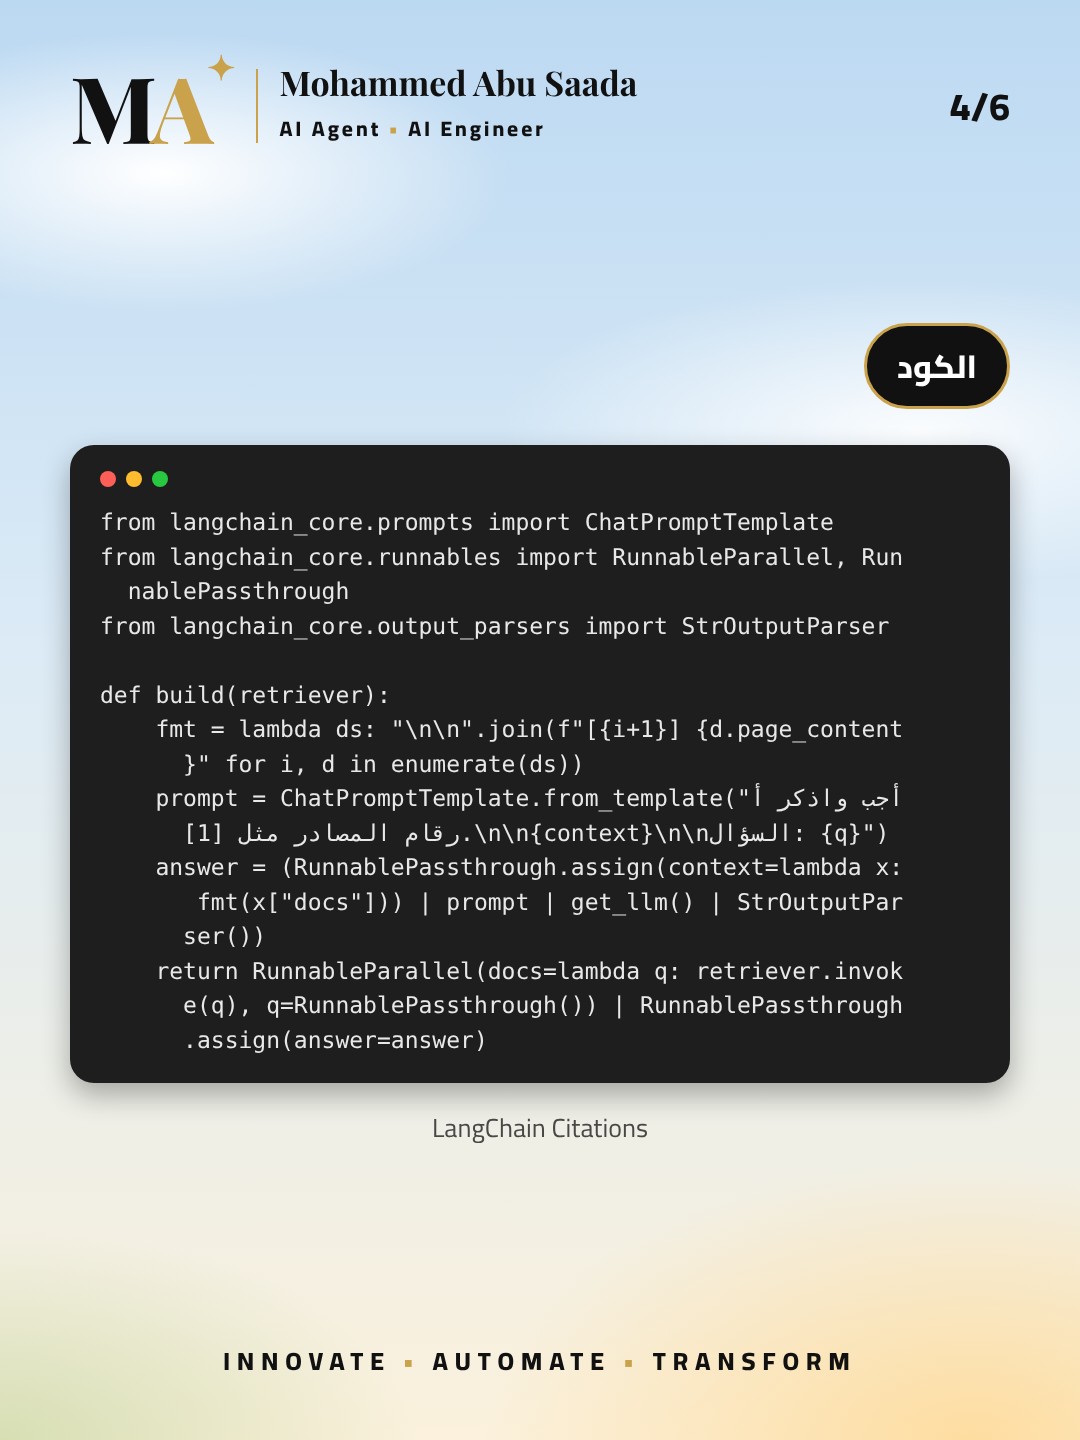 MA
Mohammed Abu Saada
AI Agent ▪ AI Engineer
4/6
الكود
from langchain_core.prompts import ChatPromptTemplate
from langchain_core.runnables import RunnableParallel, Run
nablePassthrough
from langchain_core.output_parsers import StrOutputParser
def build(retriever):
fmt = lambda ds: "\n\n".join(f"[{i+1}] {d.page_content
}" for i, d in enumerate(ds))
prompt = ChatPromptTemplate.from_template("أجب واذكر أ
رقام المصادر مثل [1].\n\n{context}\n\nالسؤال: {q}")
answer = (RunnablePassthrough.assign(context=lambda x:
fmt(x["docs"])) | prompt | get_llm() | StrOutputPar
ser())
return RunnableParallel(docs=lambda q: retriever.invok
e(q), q=RunnablePassthrough()) | RunnablePassthrough
.assign(answer=answer)
LangChain Citations
INNOVATE ▪ AUTOMATE ▪ TRANSFORM